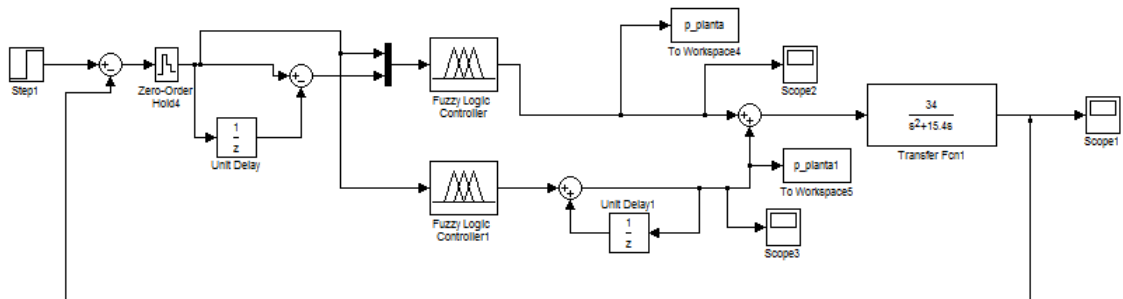 Step1
Zero-Order
Hold4
1
z
Unit Delay
Fuzzy Logic
Controller
p_planta
To Workspace4
Scope2
34
s²+15.4s
Transfer Fcn1
Scope1
p_planta1
To Workspace5
Fuzzy Logic
Controller1
Unit Delay1
1
z
Scope3